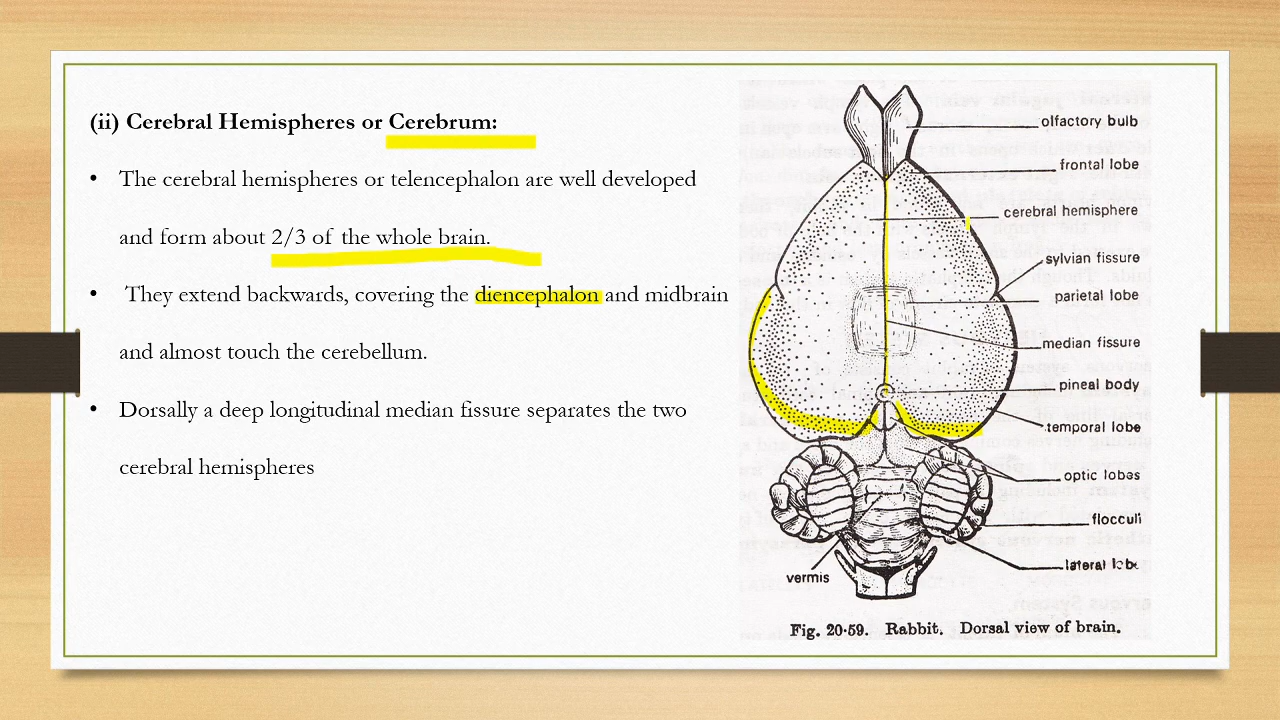 (ii) Cerebral Hemispheres or Cerebrum:
• The cerebral hemispheres or telencephalon are well developed
and form about 2/3 of the whole brain.
• They extend backwards, covering the diencephalon and midbrain
and almost touch the cerebellum.
• Dorsally a deep longitudinal median fissure separates the two
cerebral hemispheres
olfactory bulb
frontal lobe
cerebral hemisphere
sylvian fissure
parietal lobe
median fissure
pineal body
temporal lobe
optic lobes
flocculi
lateral lobe
vermis
Fig. 20·59. Rabbit. Dorsal view of brain.